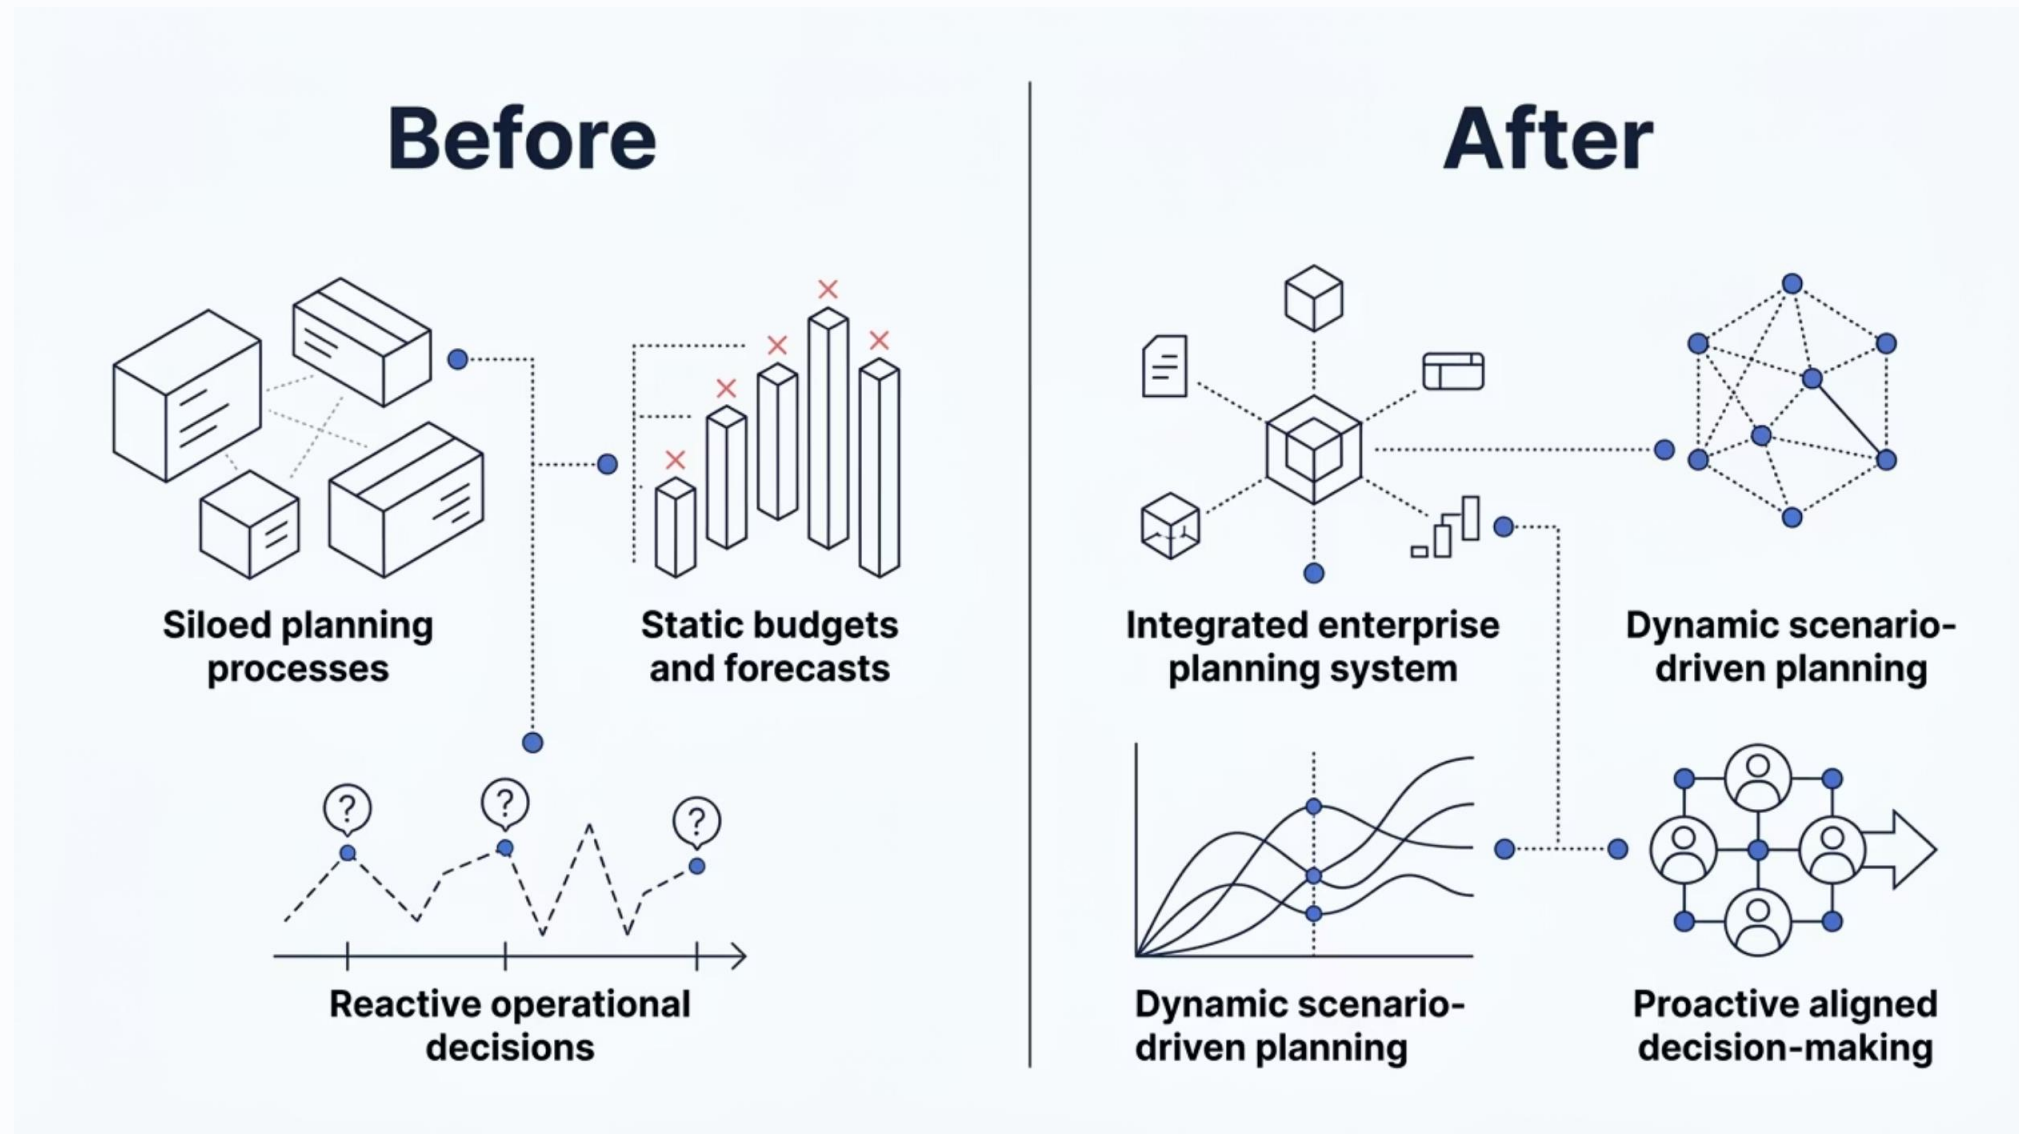 Before
After
Siloed planning
processes
Static budgets
and forecasts
?
?
?
Reactive operational
decisions
Integrated enterprise
planning system
Dynamic scenario-
driven planning
Dynamic scenario-
driven planning
Proactive aligned
decision-making